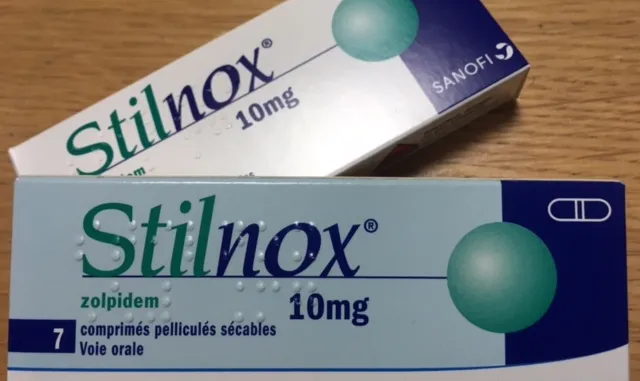 Stilnox®
10mg
SANOFI
Stilnox®
zolpidem 10mg
7 comprimés pelliculés sécables
Voie orale